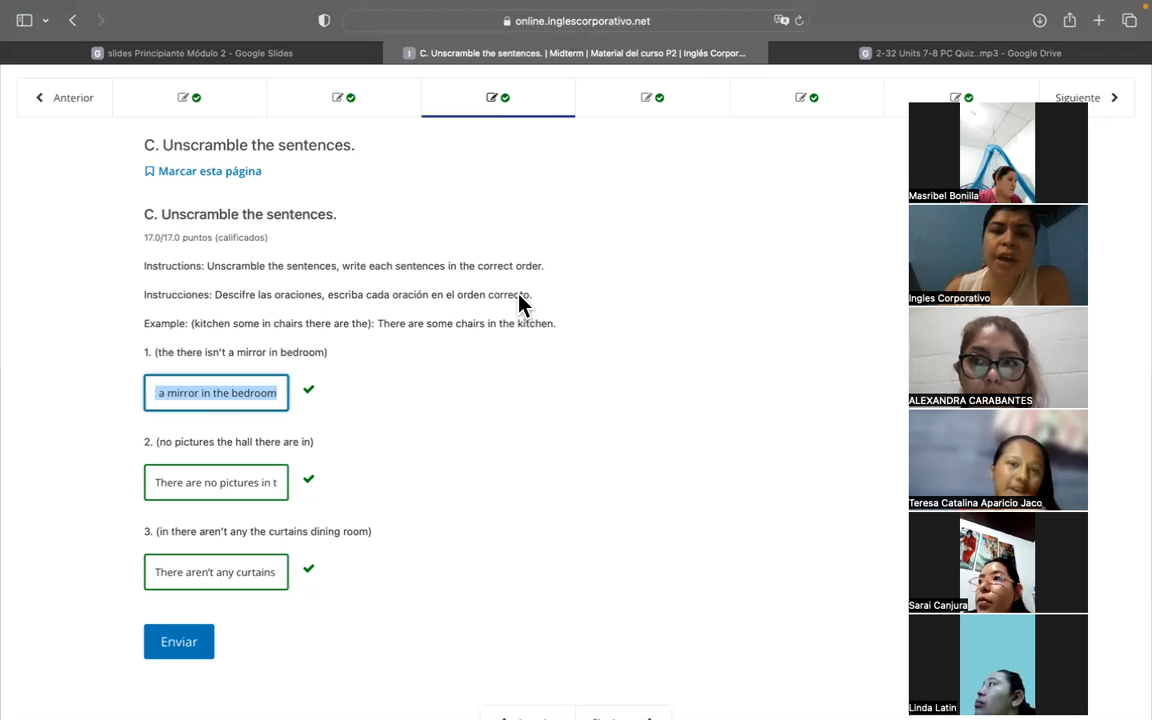 online.inglescorporativo.net
slides Principiante Módulo 2 - Google Slides
C. Unscramble the sentences. | Midterm | Material del curso P2 | Inglés Corpor...
2-32 Units 7-8 PC Quiz...mp3 - Google Drive
Anterior
Siguiente
C. Unscramble the sentences.
Marcar esta página
C. Unscramble the sentences.
17.0/17.0 puntos (calificados)
Instructions: Unscramble the sentences, write each sentences in the correct order.
Instrucciones: Descifre las oraciones, escriba cada oración en el orden correcto.
Example: (kitchen some in chairs there are the): There are some chairs in the kitchen.
1. (the there isn't a mirror in bedroom)
a mirror in the bedroom
2. (no pictures the hall there are in)
There are no pictures in t
3. (in there aren't any the curtains dining room)
There aren't any curtains
Enviar
Masribel Bonilla
Ingles Corporativo
ALEXANDRA CARABANTES
Teresa Catalina Aparicio Jaco
Sarai Canjura
Linda Latin